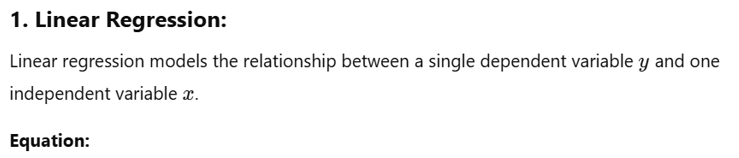 1. Linear Regression:
Linear regression models the relationship between a single dependent variable y and one
independent variable x.
Equation: